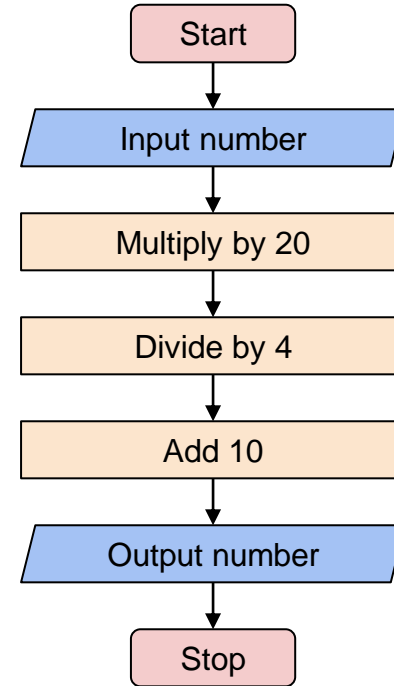 Start
Input number
Multiply by 20
Divide by 4
Add 10
Output number
Stop